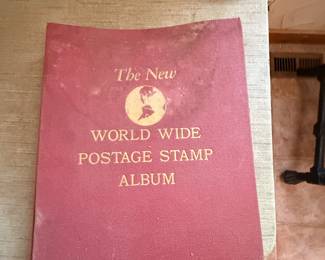 The New
WORLD WIDE
POSTAGE STAMP
ALBUM